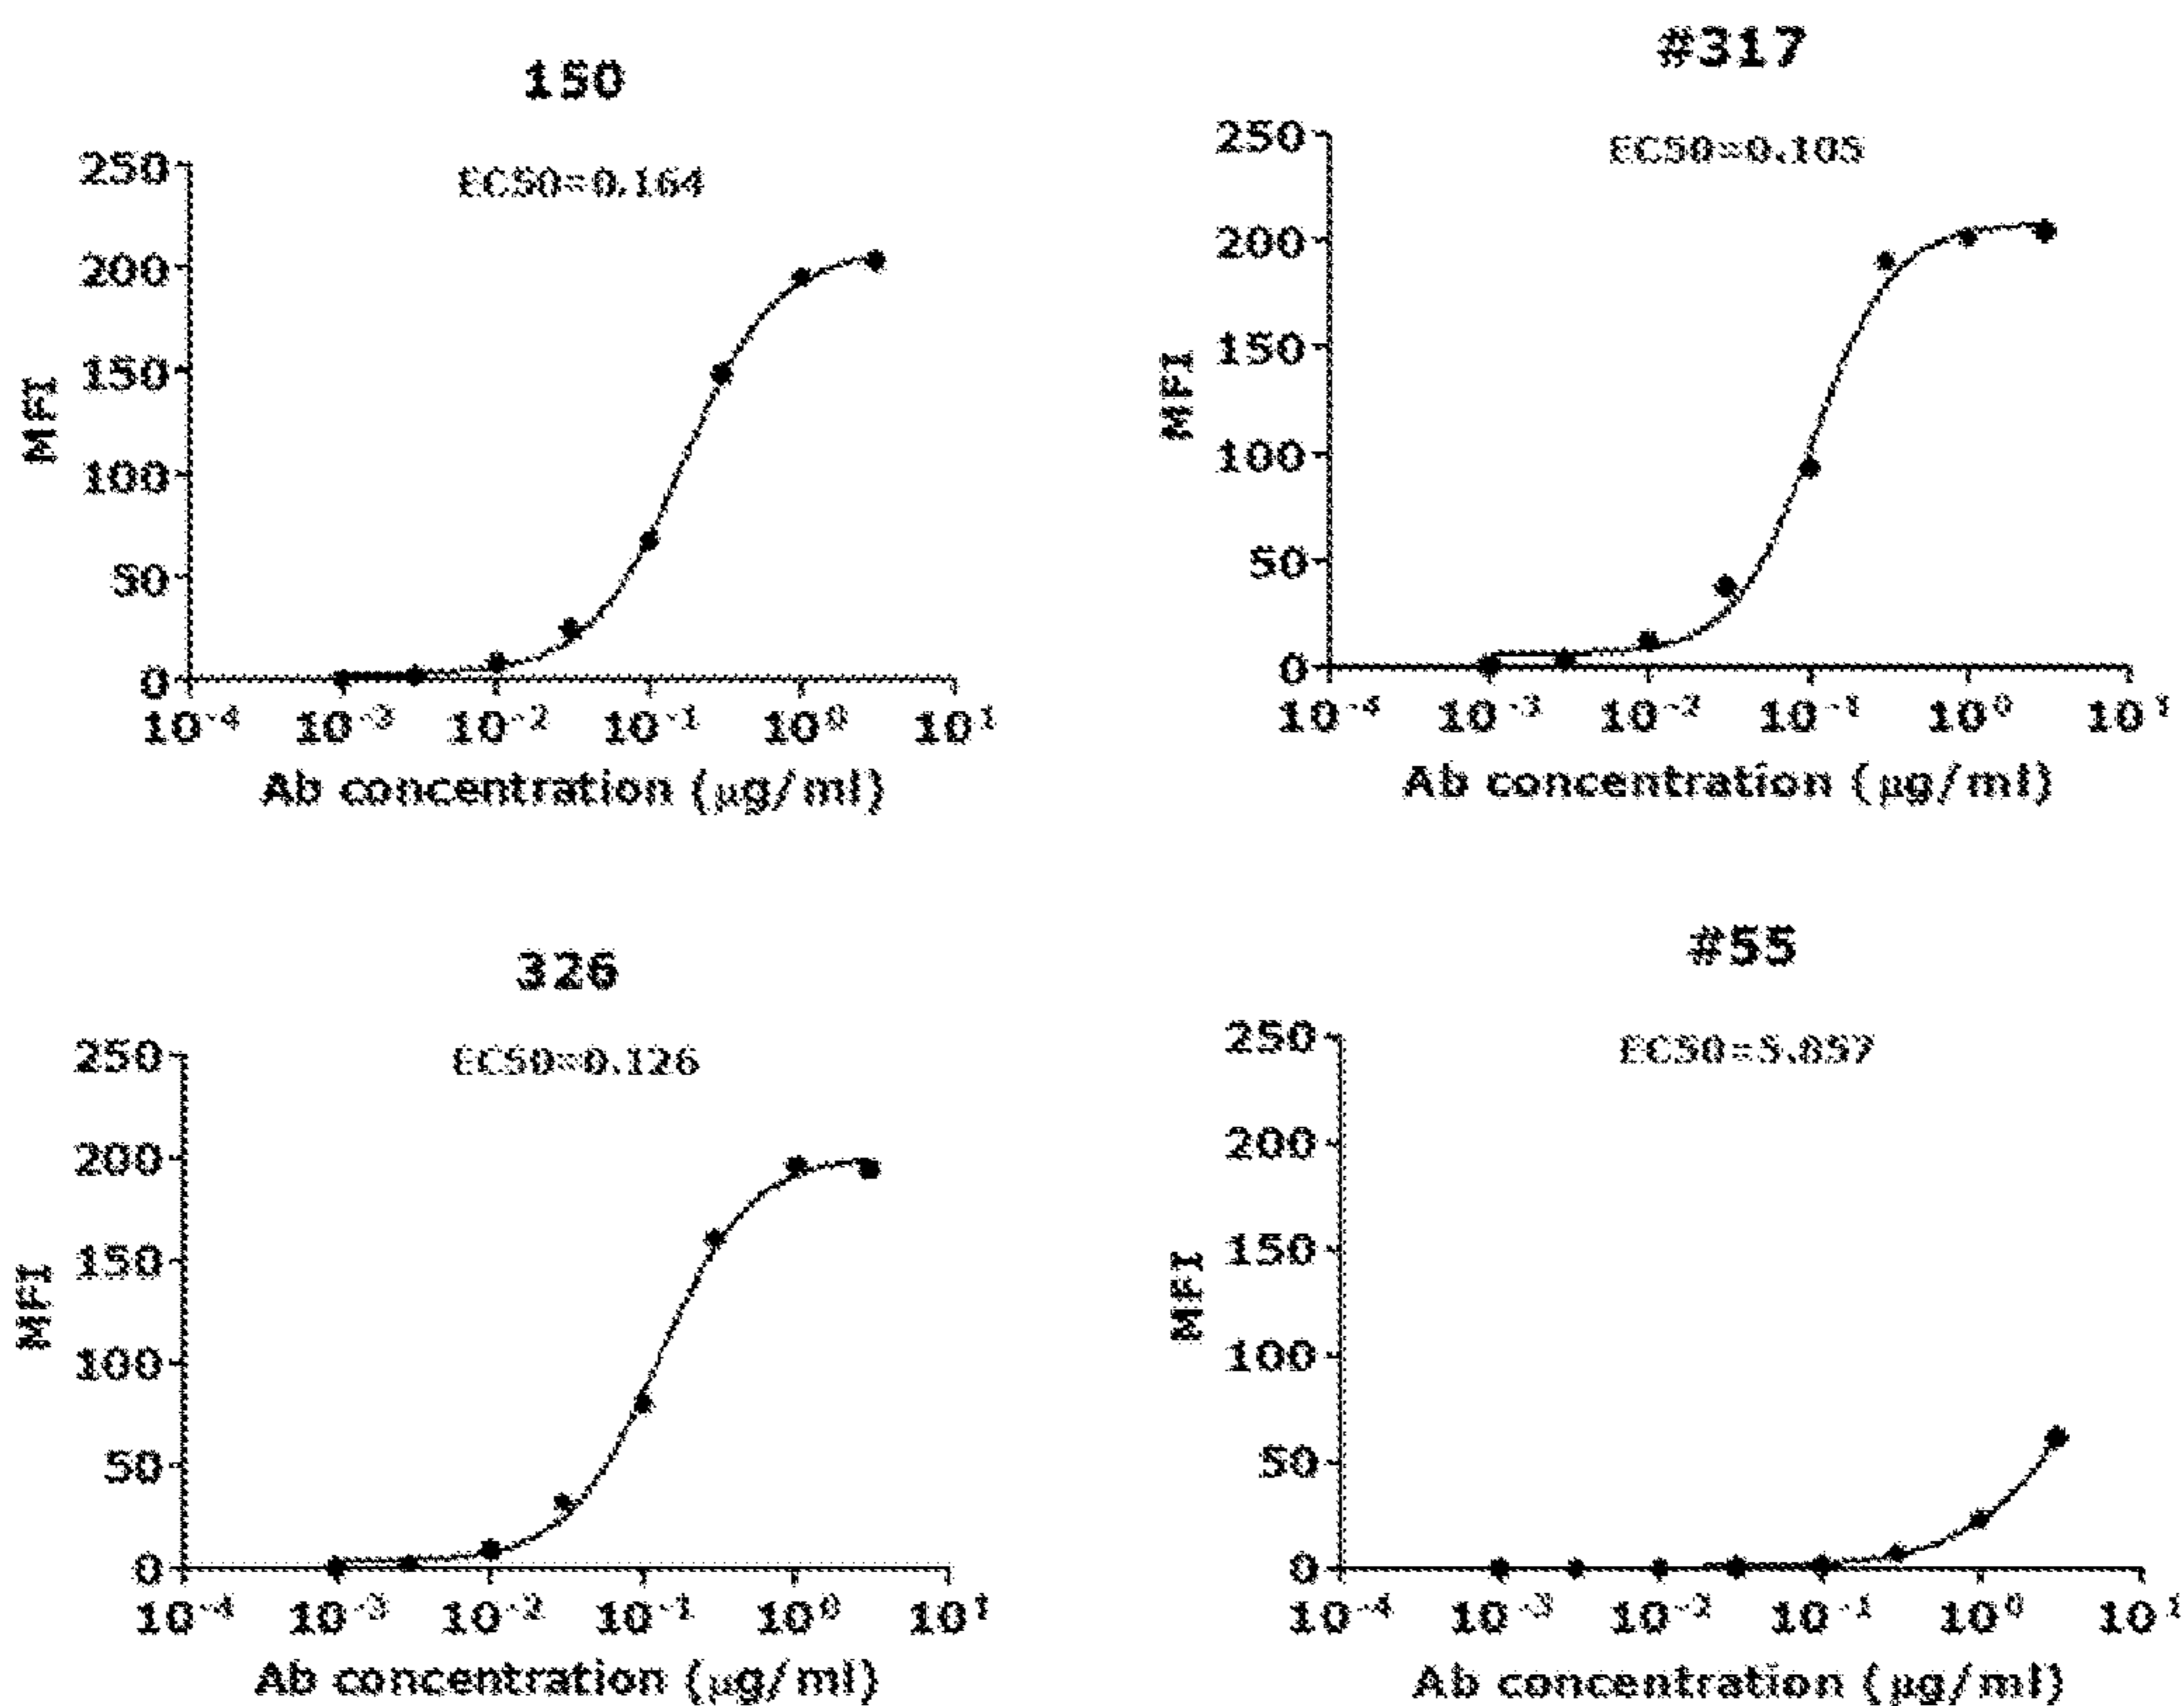 150
EC50=0.164
250
200
150
100
50
0
MFI
10⁻⁴ 10⁻³ 10⁻² 10⁻¹ 10⁰ 10¹
Ab concentration (μg/ml)
#317
EC50=0.105
250
200
150
100
50
0
MFI
10⁻⁴ 10⁻³ 10⁻² 10⁻¹ 10⁰ 10¹
Ab concentration (μg/ml)
326
EC50=0.126
250
200
150
100
50
0
MFI
10⁻⁴ 10⁻³ 10⁻² 10⁻¹ 10⁰ 10¹
Ab concentration (μg/ml)
#55
250
200
150
100
50
0
MFI
10⁻⁴ 10⁻³ 10⁻² 10⁻¹ 10⁰ 10¹
Ab concentration (μg/ml)